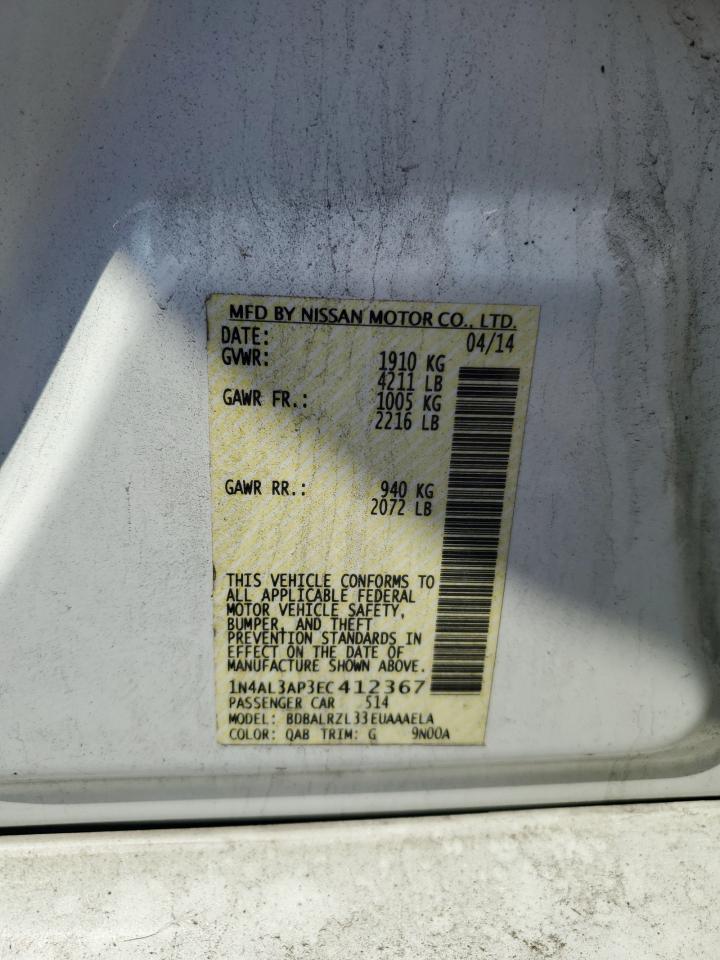 MFD BY NISSAN MOTOR CO., LTD.
DATE: 04/14
GVWR: 1910 KG
4211 LB
GAWR FR.: 1005 KG
2216 LB
GAWR RR.: 940 KG
2072 LB
THIS VEHICLE CONFORMS TO
ALL APPLICABLE FEDERAL
MOTOR VEHICLE SAFETY,
BUMPER, AND THEFT
PREVENTION STANDARDS IN
EFFECT ON THE DATE OF
MANUFACTURE SHOWN ABOVE.
1N4AL3AP3EC412367
PASSENGER CAR 514
MODEL: BDBALRZL33EUAAAELA
COLOR: QAB TRIM: G 9N00A